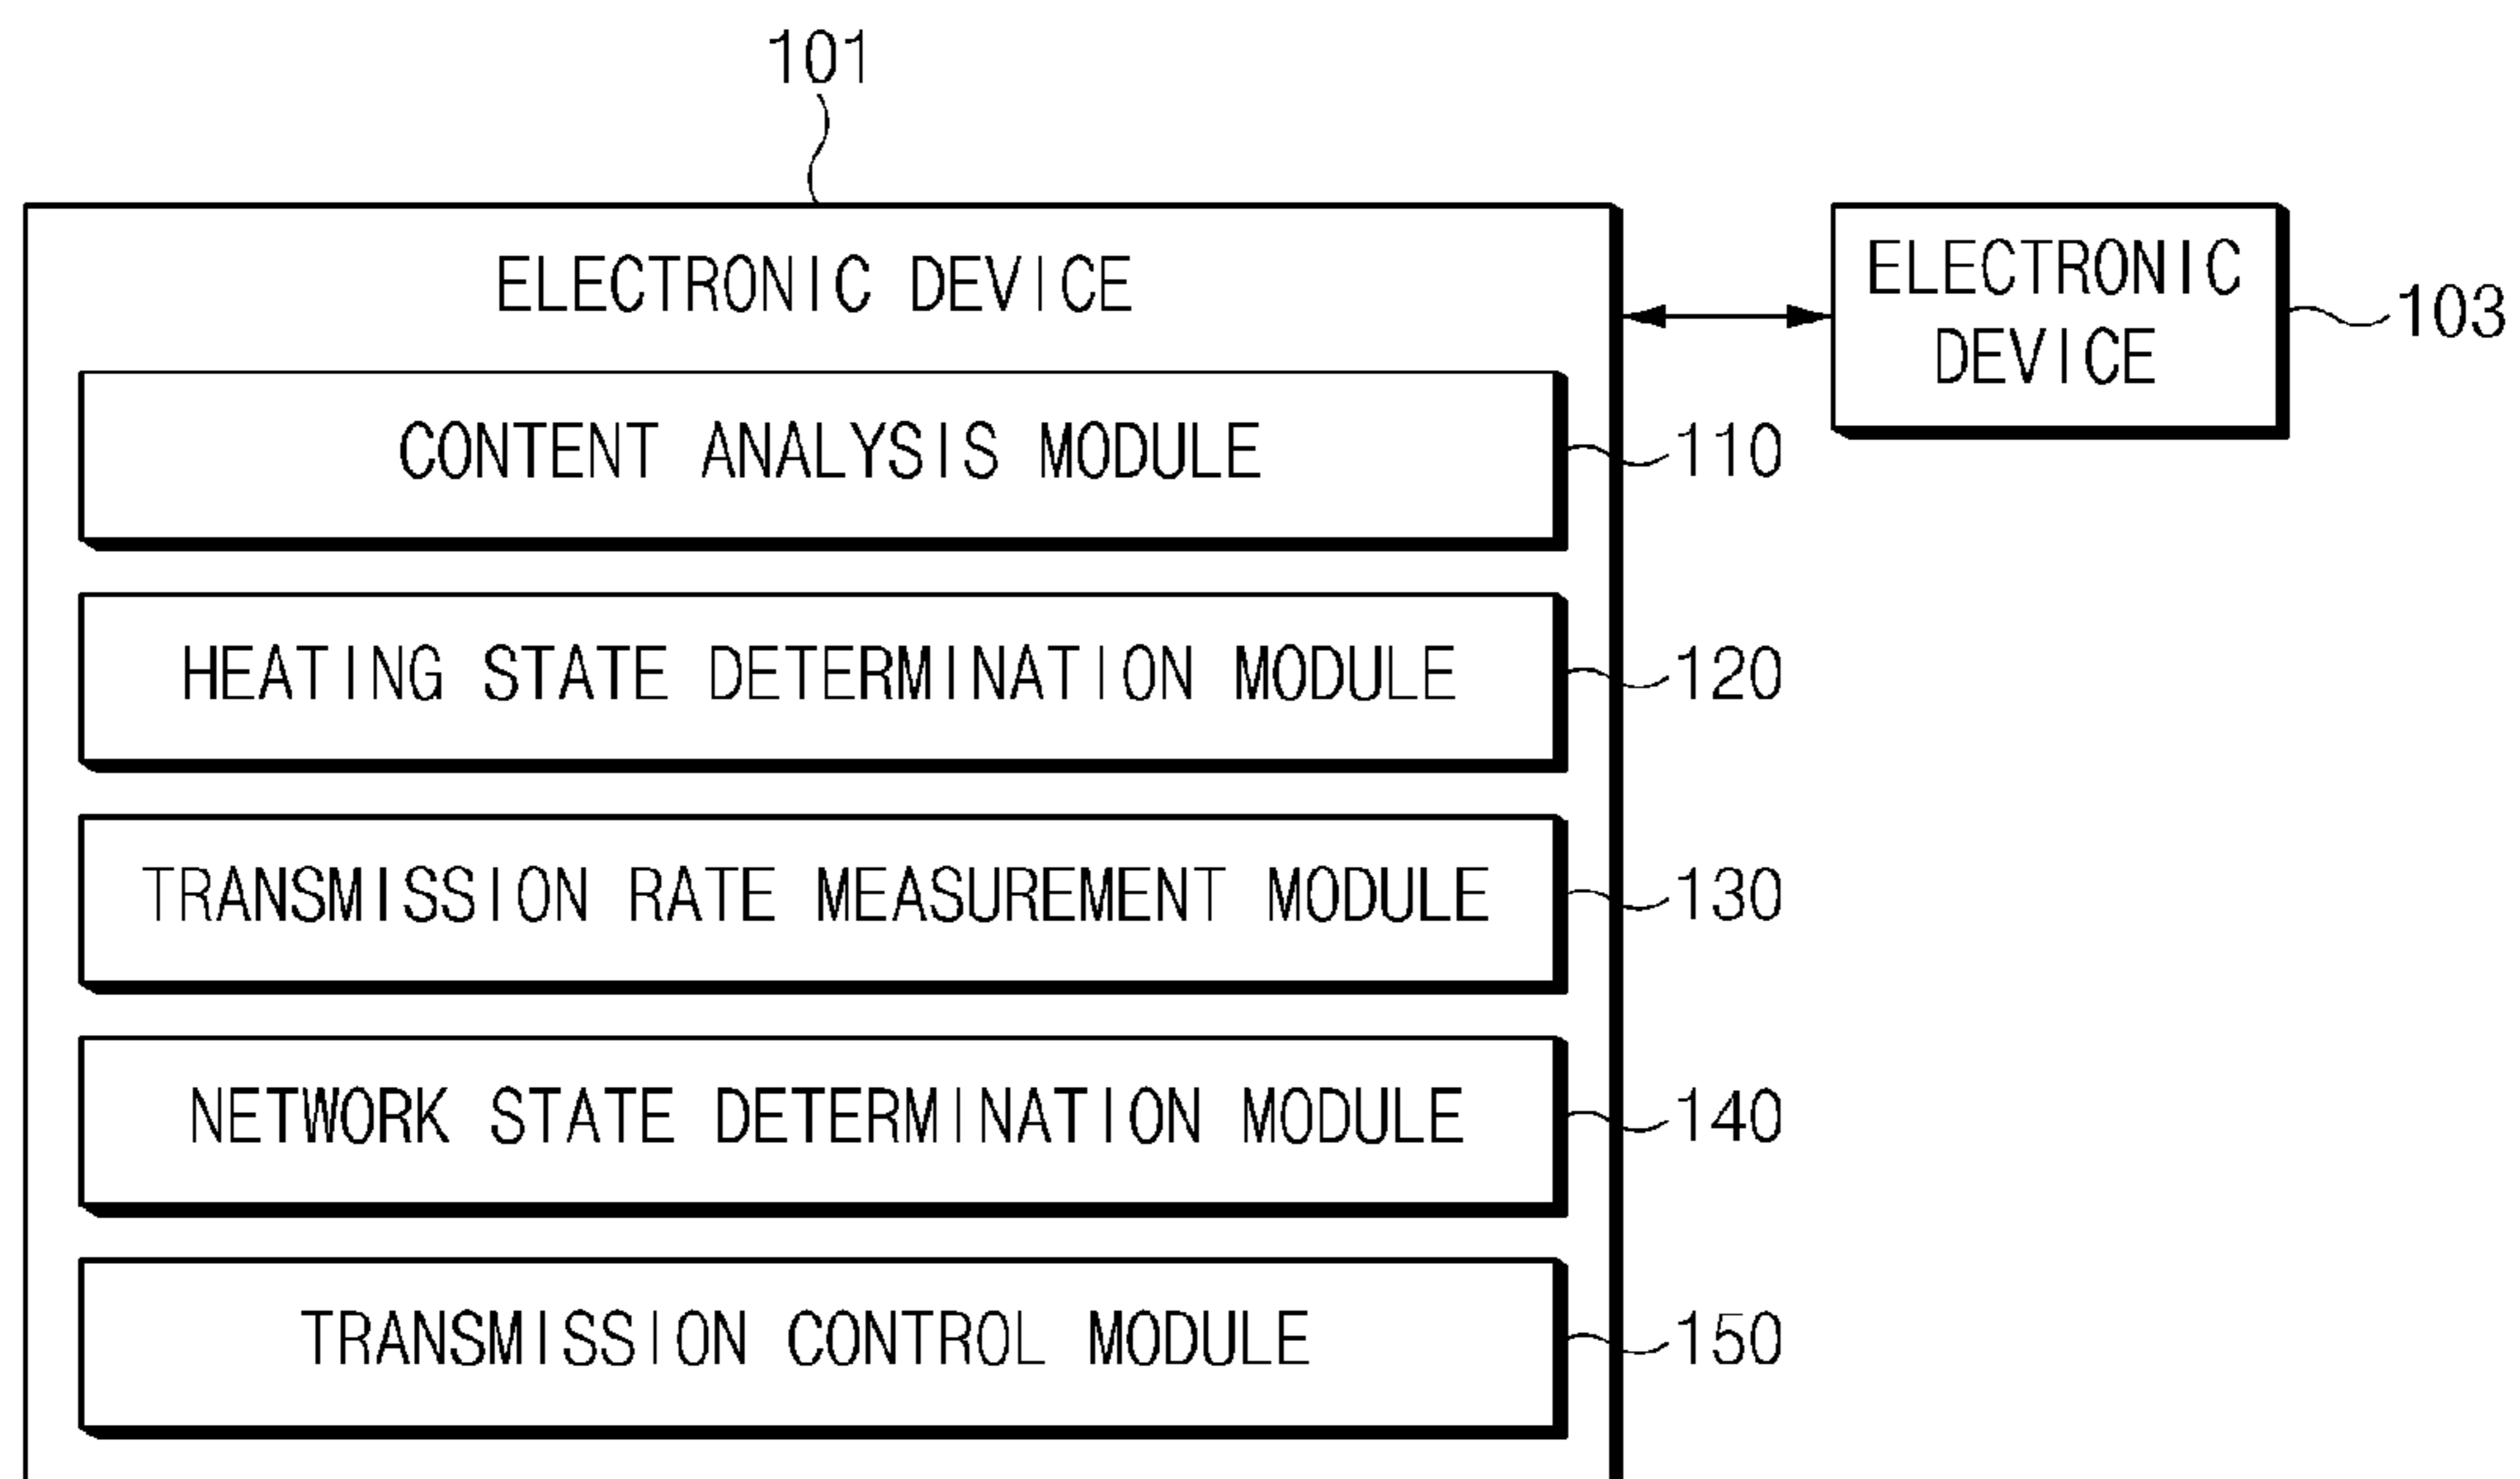 101
ELECTRONIC DEVICE
ELECTRONIC
DEVICE
103
CONTENT ANALYSIS MODULE
110
HEATING STATE DETERMINATION MODULE
120
TRANSMISSION RATE MEASUREMENT MODULE
130
NETWORK STATE DETERMINATION MODULE
140
TRANSMISSION CONTROL MODULE
150